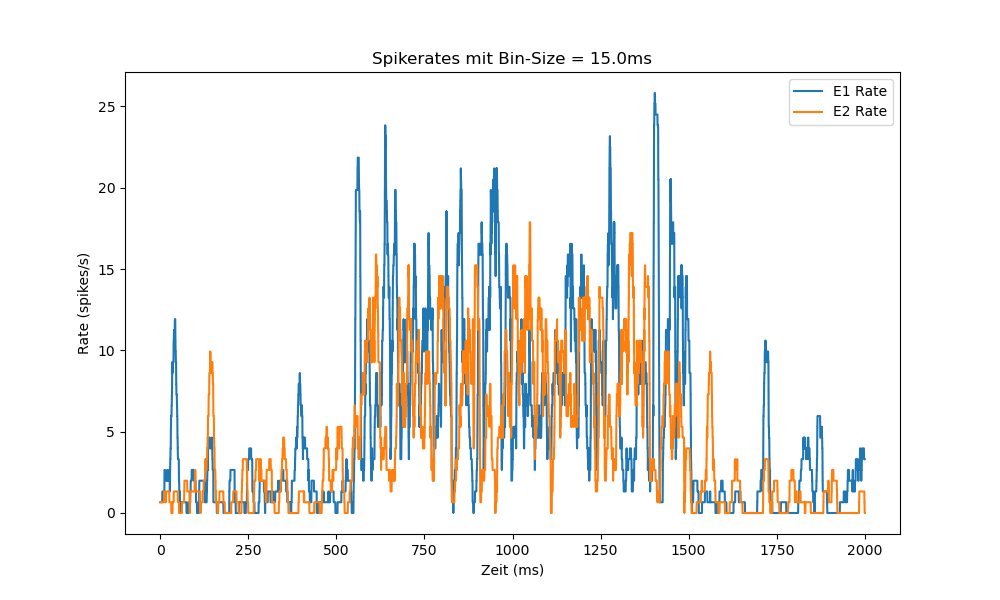 Spikerates mit Bin-Size = 15.0ms
E1 Rate
E2 Rate
25
20
15
10
5
0
Rate (spikes/s)
0 250 500 750 1000 1250 1500 1750 2000
Zeit (ms)